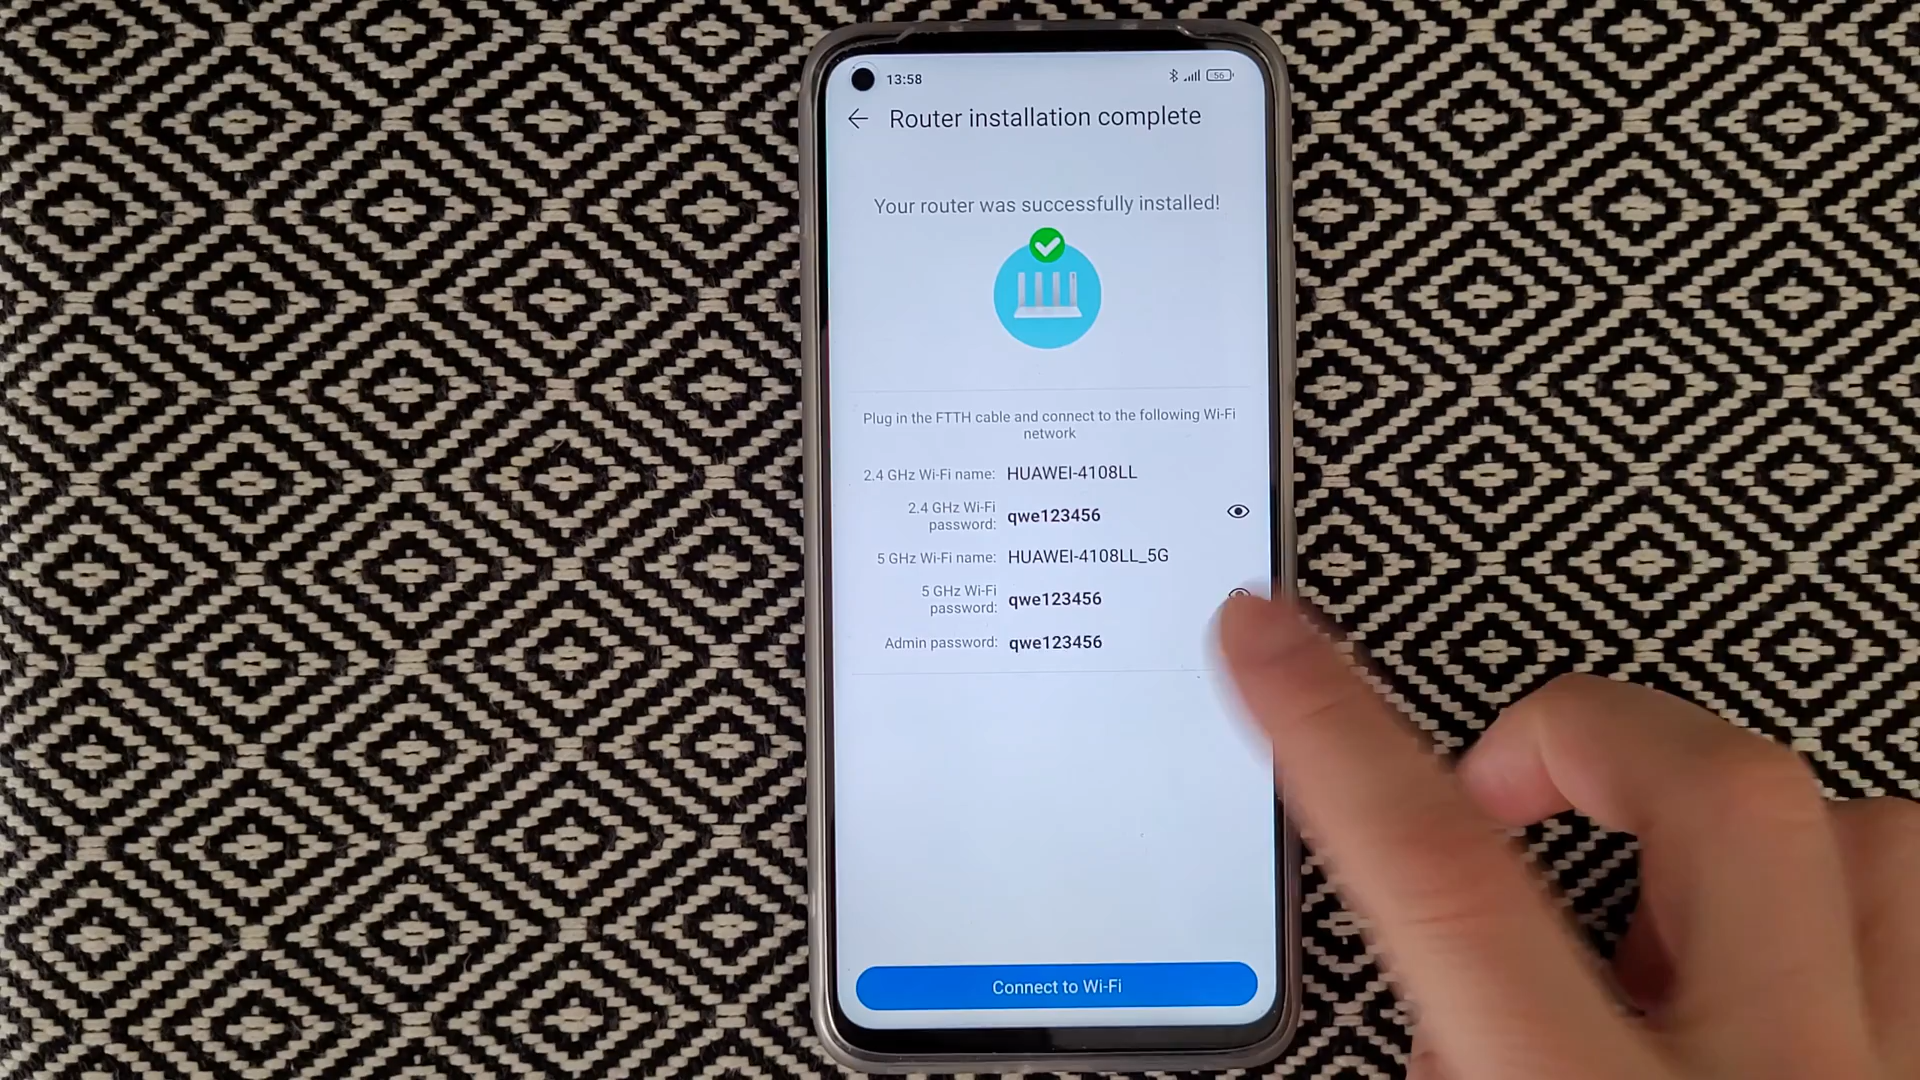 13:58
56
Router installation complete
Your router was successfully installed!
Plug in the FTTH cable and connect to the following Wi-Fi
network
2.4 GHz Wi-Fi name: HUAWEI-4108LL
2.4 GHz Wi-Fi
password: qwe123456
5 GHz Wi-Fi name: HUAWEI-4108LL_5G
5 GHz Wi-Fi
password: qwe123456
Admin password: qwe123456
Connect to Wi-Fi